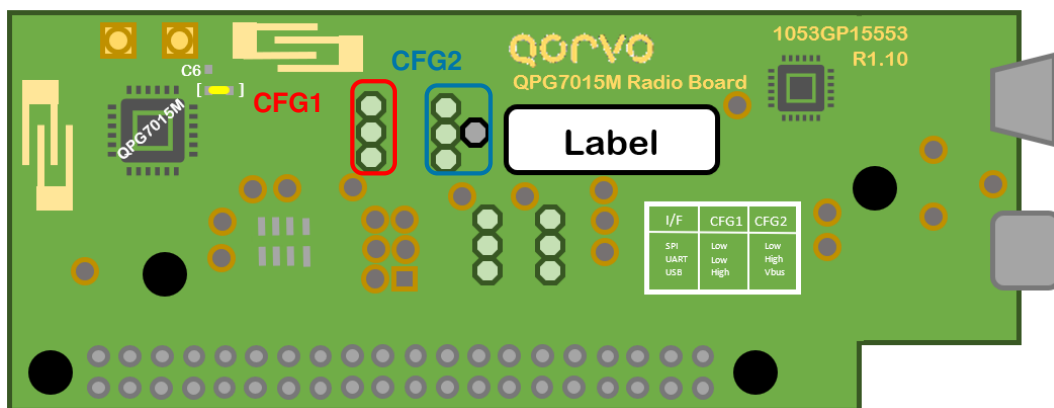 qorvo
QPG7015M Radio Board
1053GP15553
R1.10
C6
[ ]
QPG7015M
CFG1
CFG2
Label
I/F CFG1 CFG2
SPI Low Low
UART Low High
USB High Vbus